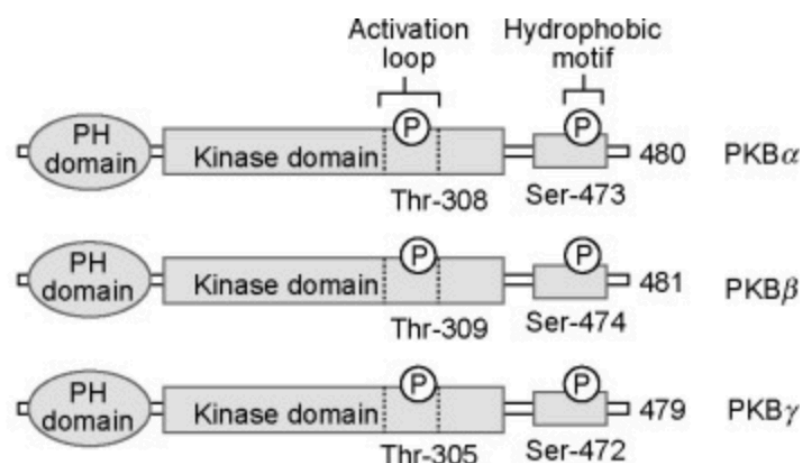 Activation loop
Hydrophobic motif
PH domain
Kinase domain
P
P
480
PKBα
Thr-308
Ser-473
PH domain
Kinase domain
P
P
481
PKBβ
Thr-309
Ser-474
PH domain
Kinase domain
P
P
479
PKBγ
Thr-305
Ser-472